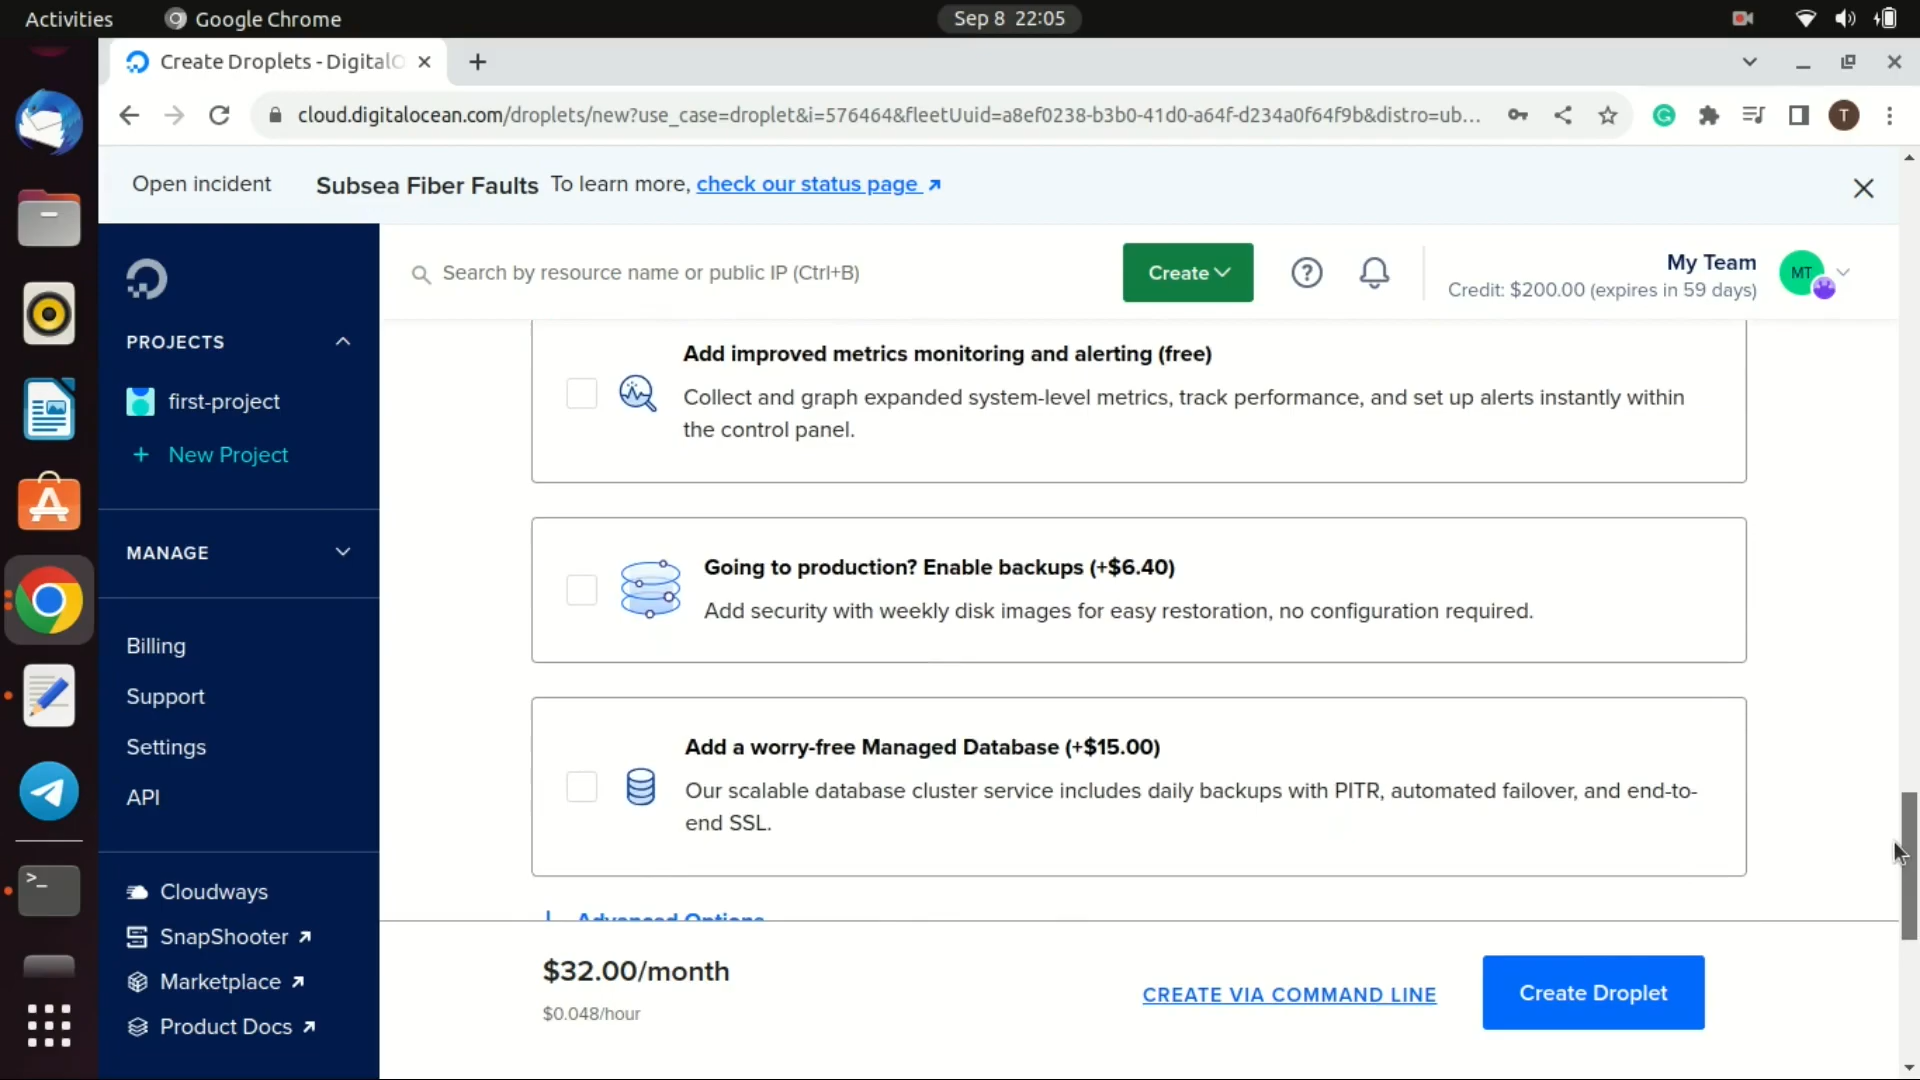 Activities
Google Chrome
Sep 8 22:05
Create Droplets - DigitalO
cloud.digitalocean.com/droplets/new?use_case=droplet&i=576464&fleetUuid=a8ef0238-b3b0-41d0-a64f-d234a0f64f9b&distro=ub...
T
Open incident
Subsea Fiber Faults To learn more, check our status page
Search by resource name or public IP (Ctrl+B)
Create
My Team
Credit: $200.00 (expires in 59 days)
MT
PROJECTS
first-project
+ New Project
MANAGE
Billing
Support
Settings
API
Cloudways
SnapShooter
Marketplace
Product Docs
Add improved metrics monitoring and alerting (free)
Collect and graph expanded system-level metrics, track performance, and set up alerts instantly within
the control panel.
Going to production? Enable backups (+$6.40)
Add security with weekly disk images for easy restoration, no configuration required.
Add a worry-free Managed Database (+$15.00)
Our scalable database cluster service includes daily backups with PITR, automated failover, and end-to-
end SSL.
Advanced Options
$32.00/month
$0.048/hour
CREATE VIA COMMAND LINE
Create Droplet